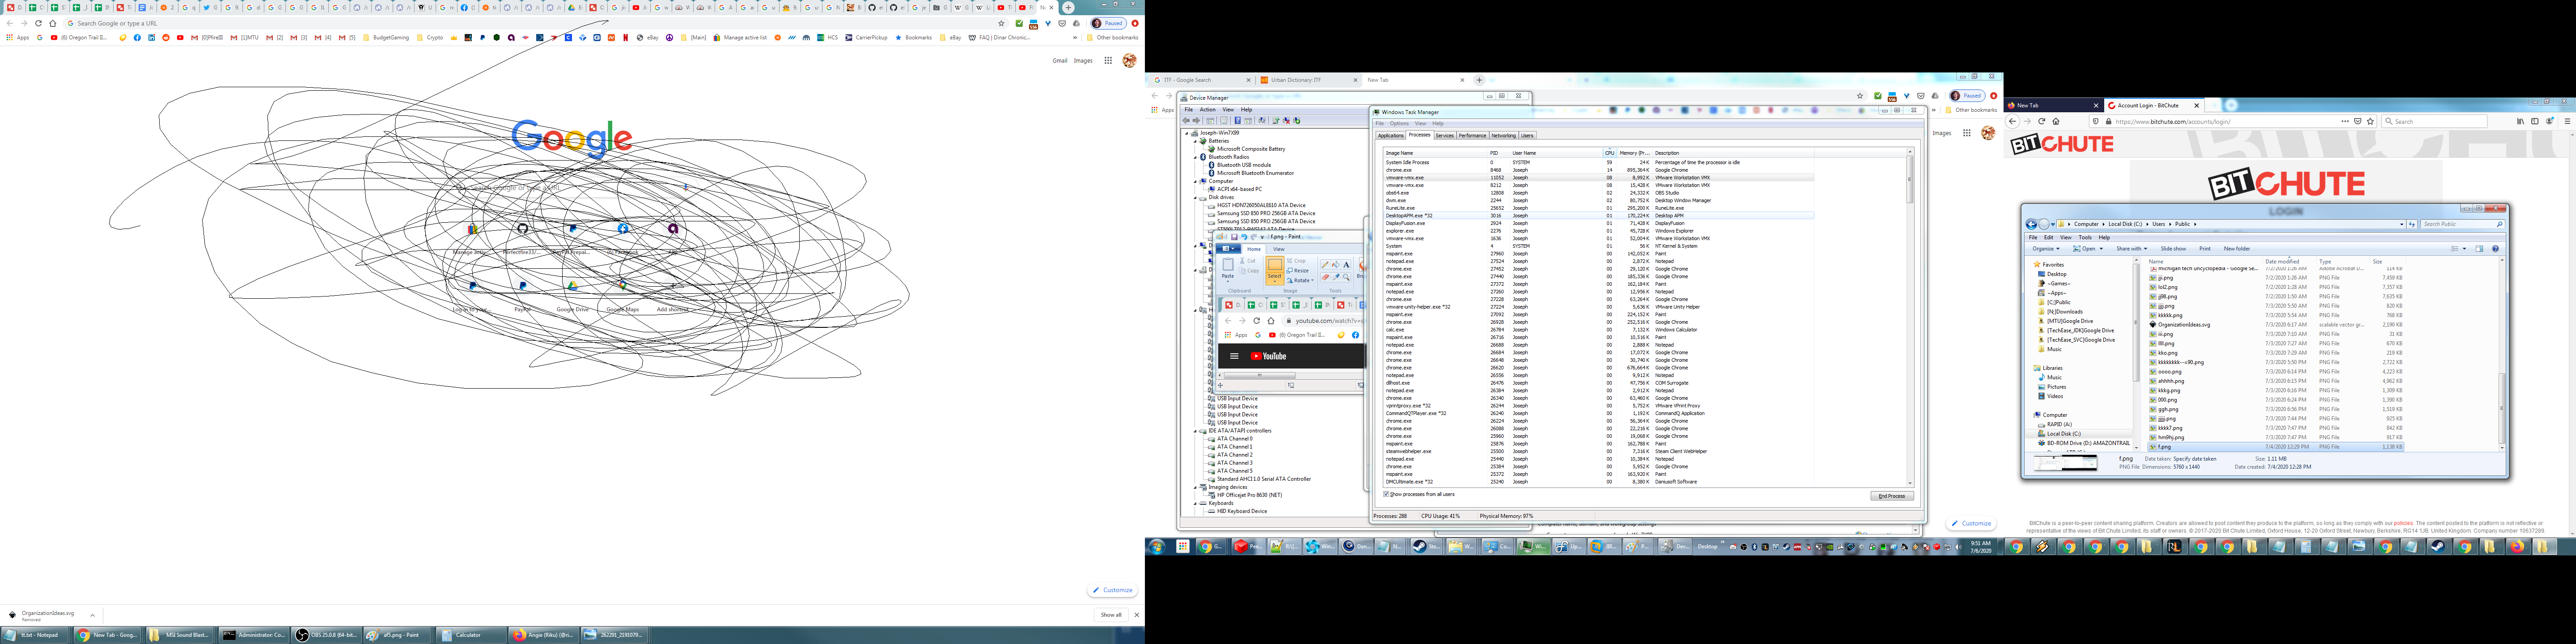 Search Google or type a URL
Paused
Apps
(6) Oregon Trail II...
[0]PfireII
[1]MTU
[2]
[3]
[4]
[5]
BudgetGaming
Crypto
eBay
[Main]
Manage active list
HCS
CarrierPickup
Bookmarks
eBay
FAQ | Dinar Chronic...
Other bookmarks
Gmail
Images
Google
Log in to your...
PayPal
Google Drive
Google Maps
Add shortcut
Customize
OrganizationIdeas.svg
Removed
Show all
tt.txt - Notepad
New Tab - Goog...
MSI Sound Blast...
Administrator: Co...
OBS 25.0.8 (64-bit...
af5.png - Paint
Calculator
Angie (Riku) (@ri...
262291_2191079...
ITF - Google Search
Urban Dictionary: ITF
New Tab
Apps
Paused
Other bookmarks
Images
Device Manager
File Action View Help
Joseph-Win7X99
Batteries
Microsoft Composite Battery
Bluetooth Radios
Bluetooth USB module
Microsoft Bluetooth Enumerator
Computer
ACPI x64-based PC
Disk drives
HGST HDN726050ALE610 ATA Device
Samsung SSD 850 PRO 256GB ATA Device
Samsung SSD 850 PRO 256GB ATA Device
f.png - Paint
Home
View
Paste
Cut
Copy
Clipboard
Select
Crop
Resize
Rotate
Image
Tools
youtube.com/watch?v=
Apps
(6) Oregon Trail II...
YouTube
USB Input Device
USB Input Device
USB Input Device
USB Input Device
IDE ATA/ATAPI controllers
ATA Channel 0
ATA Channel 1
ATA Channel 2
ATA Channel 3
ATA Channel 5
Standard AHCI 1.0 Serial ATA Controller
Imaging devices
HP Officejet Pro 8630 (NET)
Keyboards
HID Keyboard Device
Windows Task Manager
File Options View Help
Applications Processes Services Performance Networking Users
Image Name PID User Name CPU Memory (Pr... Description
System Idle Process 0 SYSTEM 59 24 K Percentage of time the processor is idle
chrome.exe 8468 Joseph 14 895,364 K Google Chrome
vmware-vmx.exe 11052 Joseph 08 8,992 K VMware Workstation VMX
vmware-vmx.exe 8212 Joseph 08 15,428 K VMware Workstation VMX
obs64.exe 12808 Joseph 02 24,332 K OBS Studio
dwm.exe 2244 Joseph 02 80,752 K Desktop Window Manager
RuneLite.exe 25652 Joseph 01 295,200 K RuneLite.exe
DesktopAPM.exe *32 3016 Joseph 01 170,224 K Desktop APM
DisplayFusion.exe 2924 Joseph 01 71,428 K DisplayFusion
explorer.exe 2276 Joseph 01 45,728 K Windows Explorer
vmware-vmx.exe 1636 Joseph 01 52,004 K VMware Workstation VMX
System 4 SYSTEM 01 56 K NT Kernel & System
mspaint.exe 27960 Joseph 00 142,052 K Paint
notepad.exe 27524 Joseph 00 2,872 K Notepad
chrome.exe 27452 Joseph 00 29,120 K Google Chrome
chrome.exe 27440 Joseph 00 185,336 K Google Chrome
mspaint.exe 27372 Joseph 00 162,184 K Paint
notepad.exe 27260 Joseph 00 12,956 K Notepad
chrome.exe 27228 Joseph 00 63,264 K Google Chrome
vmware-unity-helper.exe *32 27224 Joseph 00 5,636 K VMware Unity Helper
mspaint.exe 27092 Joseph 00 224,152 K Paint
chrome.exe 26928 Joseph 00 252,516 K Google Chrome
calc.exe 26784 Joseph 00 7,132 K Windows Calculator
mspaint.exe 26716 Joseph 00 10,516 K Paint
notepad.exe 26688 Joseph 00 2,888 K Notepad
chrome.exe 26684 Joseph 00 17,072 K Google Chrome
chrome.exe 26648 Joseph 00 30,740 K Google Chrome
chrome.exe 26620 Joseph 00 676,664 K Google Chrome
notepad.exe 26556 Joseph 00 9,912 K Notepad
dllhost.exe 26476 Joseph 00 47,756 K COM Surrogate
notepad.exe 26384 Joseph 00 2,912 K Notepad
chrome.exe 26340 Joseph 00 63,460 K Google Chrome
vprintproxy.exe *32 26244 Joseph 00 5,752 K VMware VPrint Proxy
CommandQTPlayer.exe *32 26240 Joseph 00 1,192 K CommandQ Application
chrome.exe 26224 Joseph 00 56,364 K Google Chrome
chrome.exe 26088 Joseph 00 22,216 K Google Chrome
chrome.exe 25960 Joseph 00 19,068 K Google Chrome
mspaint.exe 25876 Joseph 00 162,788 K Paint
steamwebhelper.exe 25500 Joseph 00 7,316 K Steam Client WebHelper
notepad.exe 25440 Joseph 00 10,384 K Notepad
chrome.exe 25384 Joseph 00 5,952 K Google Chrome
mspaint.exe 25372 Joseph 00 163,920 K Paint
DMCUltimate.exe *32 25240 Joseph 00 8,380 K Daniusoft Software
Show processes from all users
End Process
Processes: 288 CPU Usage: 41% Physical Memory: 97%
Customize
Desktop
9:51 AM
7/6/2020
New Tab
Account Login - BitChute
https://www.bitchute.com/accounts/login/
Search
BITCHUTE
BITCHUTE
LOGIN
Computer Local Disk (C:) Users Public
Search Public
File Edit View Tools Help
Organize Open Share with Slide show Print New folder
Favorites
Desktop
~Games~
~Apps~
[C:]Public
[N:]Downloads
[MTU]Google Drive
[TechEase_JDK]Google Drive
[TechEase_SVC]Google Drive
Music
Libraries
Music
Pictures
Videos
Computer
RAPID (A:)
Local Disk (C:)
BD-ROM Drive (D:) AMAZONTRAIL
Name Date modified Type Size
michigan tech uncyclopedia - Google Se...
jjl.png 7/2/2020 1:26 AM PNG File 7,459 KB
lol2.png 7/2/2020 1:28 AM PNG File 7,357 KB
jj98.png 7/2/2020 1:50 AM PNG File 7,635 KB
jjjj.png 7/3/2020 5:50 AM PNG File 820 KB
kkkkk.png 7/3/2020 5:54 AM PNG File 768 KB
OrganizationIdeas.svg 7/3/2020 6:17 AM scalable vector gr... 2,190 KB
iii.png 7/3/2020 7:10 AM PNG File 31 KB
llll.png 7/3/2020 7:27 AM PNG File 670 KB
kko.png 7/3/2020 7:29 AM PNG File 219 KB
kkkkkkkk--c90.png 7/3/2020 5:50 PM PNG File 2,722 KB
oooo.png 7/3/2020 6:14 PM PNG File 4,223 KB
ahhhh.png 7/3/2020 6:15 PM PNG File 4,962 KB
kkkg.png 7/3/2020 6:16 PM PNG File 1,309 KB
000.png 7/3/2020 6:24 PM PNG File 1,390 KB
ggh.png 7/3/2020 6:56 PM PNG File 1,519 KB
jjjjj.png 7/3/2020 7:44 PM PNG File 925 KB
kkkk7.png 7/3/2020 7:47 PM PNG File 842 KB
hm9hj.png 7/3/2020 7:47 PM PNG File 917 KB
f.png 7/4/2020 12:29 PM PNG File 1,138 KB
f.png Date taken: Specify date taken Size: 1.11 MB
PNG File Dimensions: 5760 x 1440 Date created: 7/4/2020 12:28 PM
BitChute is a peer-to-peer content sharing platform. Creators are allowed to post content they produce to the platform, so long as they comply with our policies. The content posted to the platform is not reflective or
representative of the views of Bit Chute Limited, its staff or owners. © 2017-2020 Bit Chute Limited, Oxford House, 12-20 Oxford Street, Newbury, Berkshire, RG14 1JB. United Kingdom. Company number 10637289.